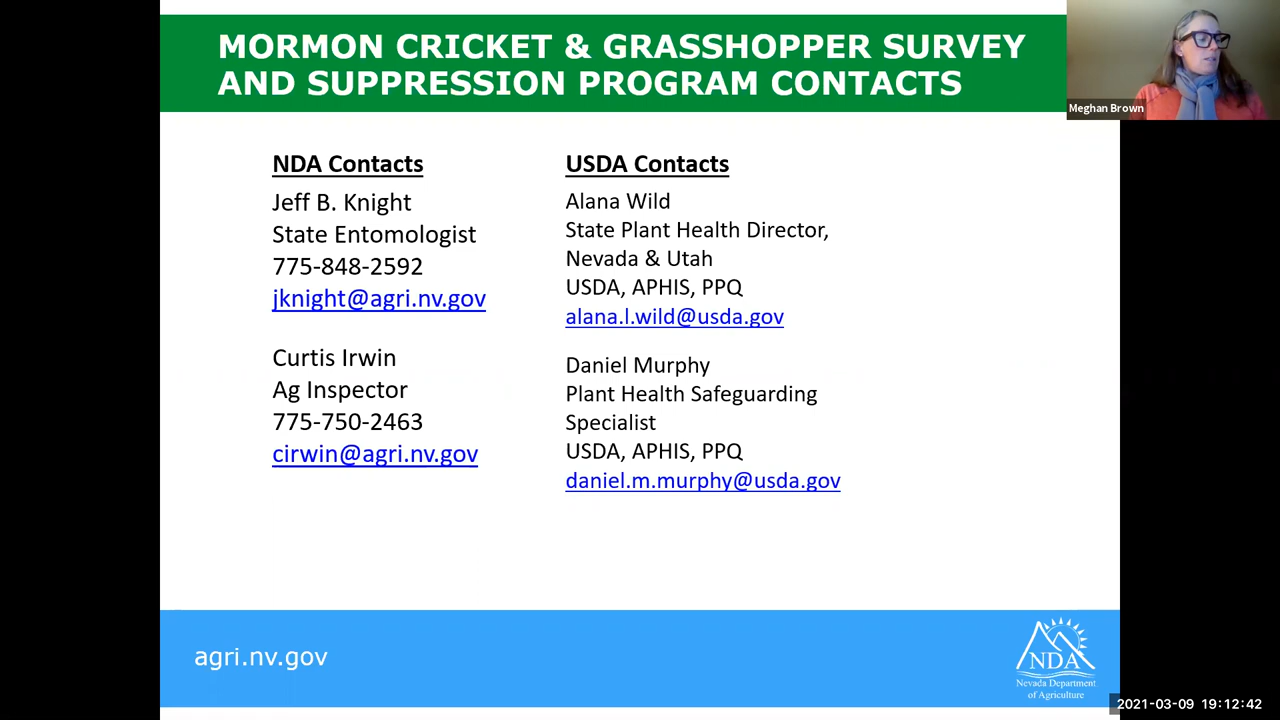 MORMON CRICKET & GRASSHOPPER SURVEY
AND SUPPRESSION PROGRAM CONTACTS
Meghan Brown
NDA Contacts
Jeff B. Knight
State Entomologist
775-848-2592
jknight@agri.nv.gov
Curtis Irwin
Ag Inspector
775-750-2463
cirwin@agri.nv.gov
USDA Contacts
Alana Wild
State Plant Health Director,
Nevada & Utah
USDA, APHIS, PPQ
alana.l.wild@usda.gov
Daniel Murphy
Plant Health Safeguarding
Specialist
USDA, APHIS, PPQ
daniel.m.murphy@usda.gov
agri.nv.gov
NDA
Nevada Department
of Agriculture
2021-03-09 19:12:42